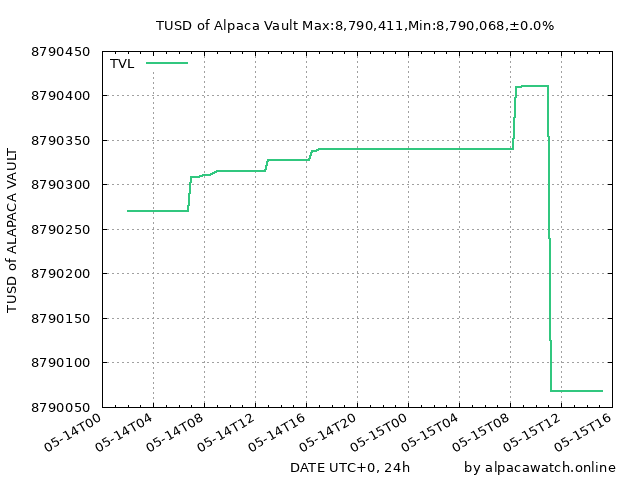 TUSD of Alpaca Vault Max:8,790,411,Min:8,790,068,±0.0%
TVL
8790450
8790400
8790350
8790300
8790250
8790200
8790150
8790100
8790050
TUSD of ALAPACA VAULT
05-14T00
05-14T04
05-14T08
05-14T12
05-14T16
05-14T20
05-15T00
05-15T04
05-15T08
05-15T12
05-15T16
DATE UTC+0, 24h
by alpacawatch.online